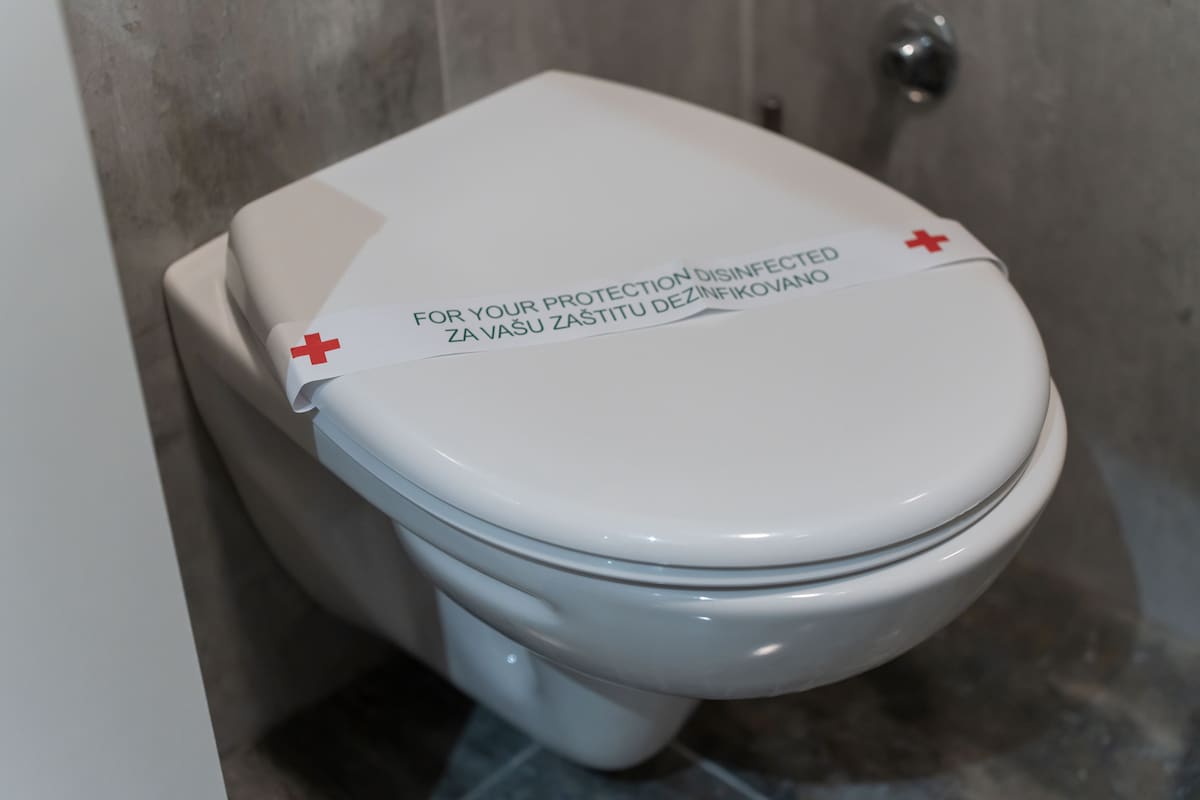 FOR YOUR PROTECTION DISINFECTED
ZA VAŠU ZAŠTITU DEZINFIKOVANO